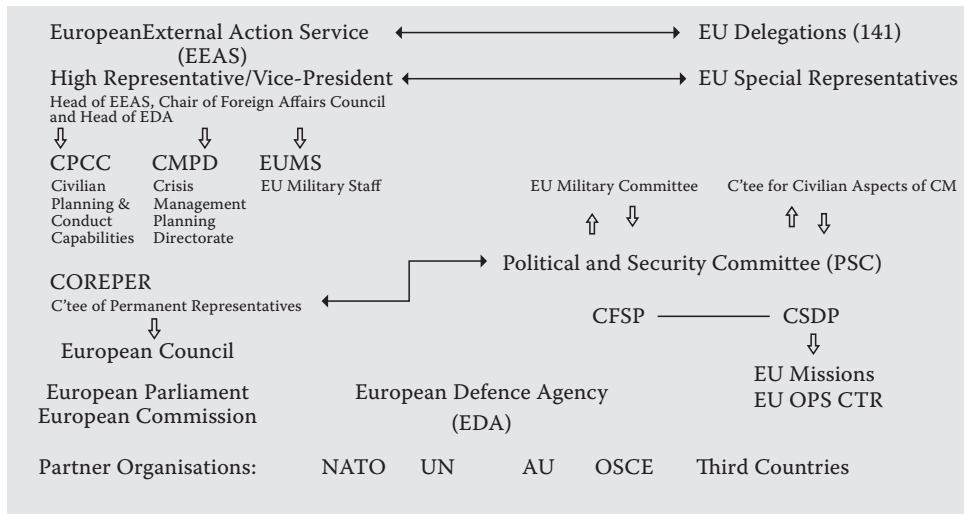 EuropeanExternal Action Service
(EEAS)
EU Delegations (141)
High Representative/Vice-President
EU Special Representatives
Head of EEAS, Chair of Foreign Affairs Council
and Head of EDA
CPCC
Civilian
Planning &
Conduct
Capabilities
CMPD
Crisis
Management
Planning
Directorate
EUMS
EU Military Staff
EU Military Committee
C'tee for Civilian Aspects of CM
Political and Security Committee (PSC)
COREPER
C'tee of Permanent Representatives
CFSP
CSDP
European Council
EU Missions
EU OPS CTR
European Parliament
European Commission
European Defence Agency
(EDA)
Partner Organisations: NATO UN AU OSCE Third Countries